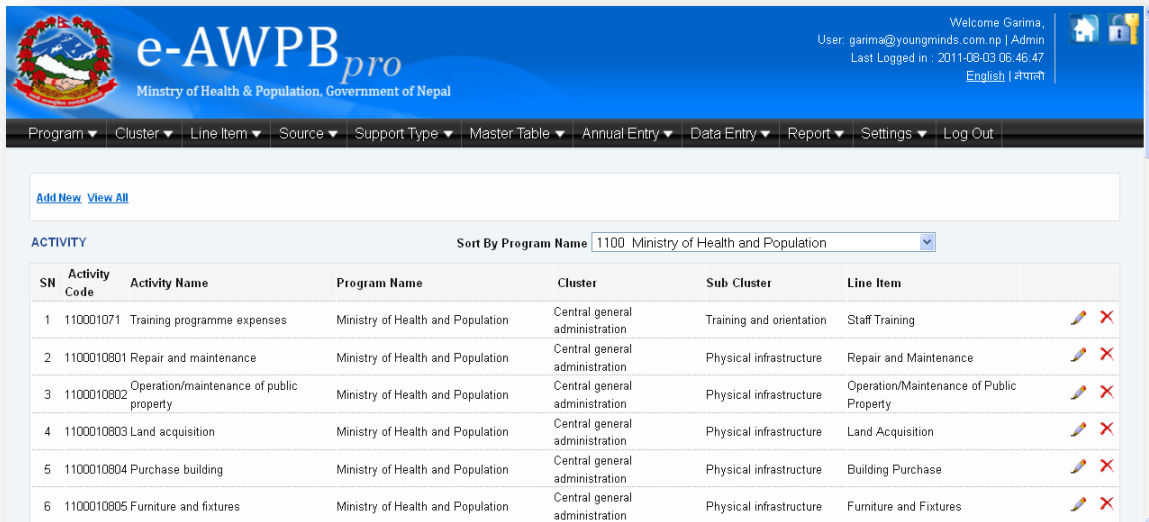 Welcome Garima,
User: garima@youngminds.com.np | Admin
Last Logged in : 2011-08-03 06:46:47
English | नेपाली
e-AWPB pro
Minstry of Health & Population, Government of Nepal
Program ▼ Cluster ▼ Line Item ▼ Source ▼ Support Type ▼ Master Table ▼ Annual Entry ▼ Data Entry ▼ Report ▼ Settings ▼ Log Out
Add New View All
ACTIVITY Sort By Program Name 1100 Ministry of Health and Population
SN Activity Code Activity Name Program Name Cluster Sub Cluster Line Item
1 110001071 Training programme expenses Ministry of Health and Population Central general administration Training and orientation Staff Training
2 1100010801 Repair and maintenance Ministry of Health and Population Central general administration Physical infrastructure Repair and Maintenance
3 1100010802 Operation/maintenance of public property Ministry of Health and Population Central general administration Physical infrastructure Operation/Maintenance of Public Property
4 1100010803 Land acquisition Ministry of Health and Population Central general administration Physical infrastructure Land Acquisition
5 1100010804 Purchase building Ministry of Health and Population Central general administration Physical infrastructure Building Purchase
6 1100010805 Furniture and fixtures Ministry of Health and Population Central general administration Physical infrastructure Furniture and Fixtures